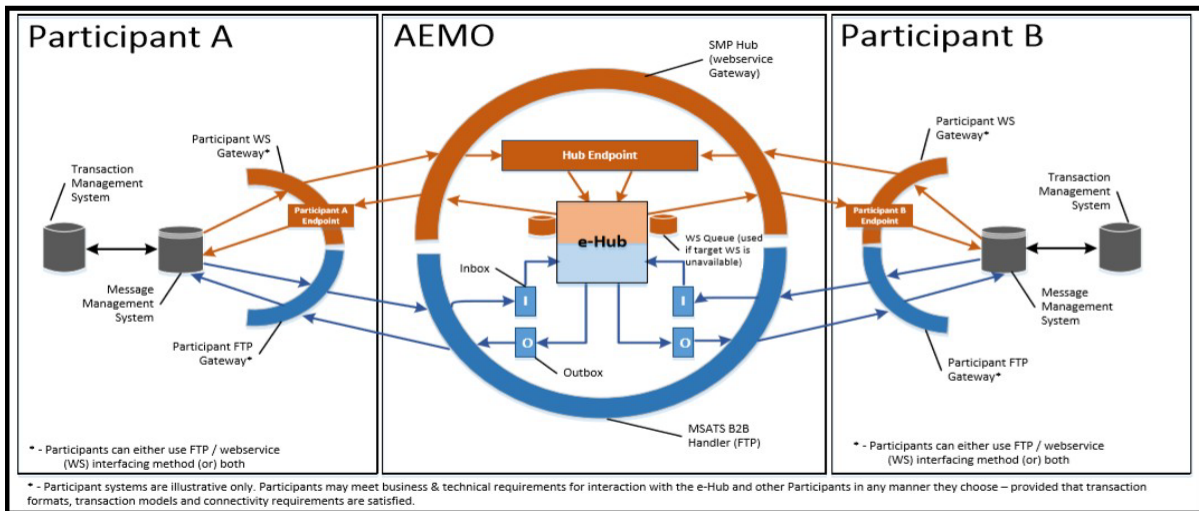 Participant A
AEMO
Participant B
SMP Hub
(webservice
Gateway)
Participant WS
Gateway*
Participant WS
Gateway*
Transaction
Management
System
Hub Endpoint
Transaction
Management
System
Participant A
Endpoint
Participant B
Endpoint
e-Hub
WS Queue (used
if target WS is
unavailable)
Inbox
I
I
Message
Management
System
Message
Management
System
O
O
Outbox
Participant FTP
Gateway*
Participant FTP
Gateway*
MSATS B2B
Handler (FTP)
* - Participants can either use FTP / webservice
(WS) interfacing method (or) both
* - Participants can either use FTP / webservice
(WS) interfacing method (or) both
* - Participant systems are illustrative only. Participants may meet business & technical requirements for interaction with the e-Hub and other Participants in any manner they choose – provided that transaction
formats, transaction models and connectivity requirements are satisfied.